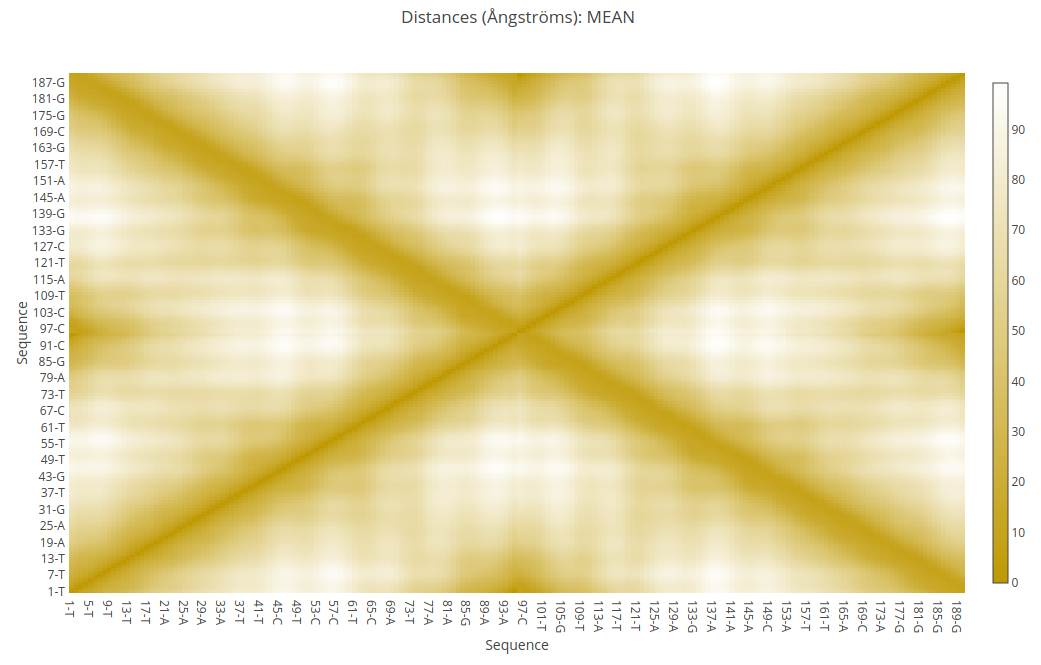 Distances (Ångströms): MEAN
187-G
181-G
175-G
169-C
163-G
157-T
151-A
145-A
139-G
133-G
127-C
121-T
115-A
109-T
103-C
97-C
91-C
85-G
79-A
73-T
67-C
61-T
55-T
49-T
43-G
37-T
31-G
25-A
19-A
13-T
7-T
1-T
Sequence
1-T 5-T 9-T 13-T 17-T 21-A 25-A 29-A 33-A 37-T 41-T 45-C 49-T 53-C 57-C 61-T 65-C 69-A 73-T 77-A 81-A 85-G 89-A 93-A 97-C 101-T 105-G 109-T 113-A 117-T 121-T 125-A 129-A 133-G 137-A 141-A 145-A 149-C 153-A 157-T 161-T 165-A 169-C 173-A 177-G 181-G 185-G 189-G
Sequence
90
80
70
60
50
40
30
20
10
0